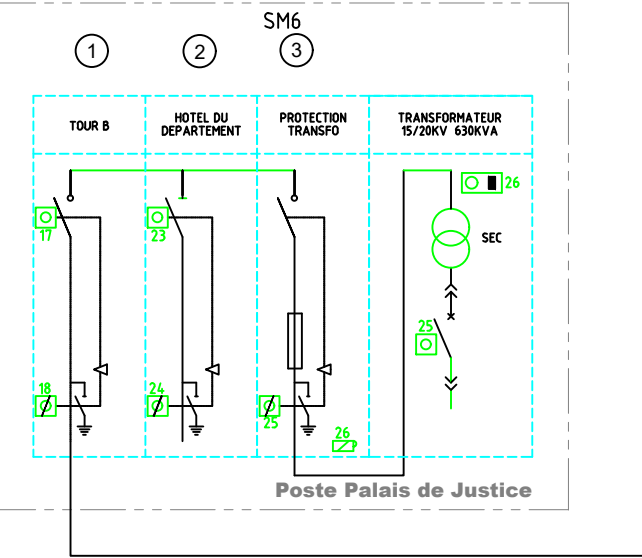 SM6
1
2
3
TOUR B
HOTEL DU
DEPARTEMENT
PROTECTION
TRANSFO
TRANSFORMATEUR
15/20KV 630KVA
26
17
23
SEC
25
18
24
25
26
Poste Palais de Justice